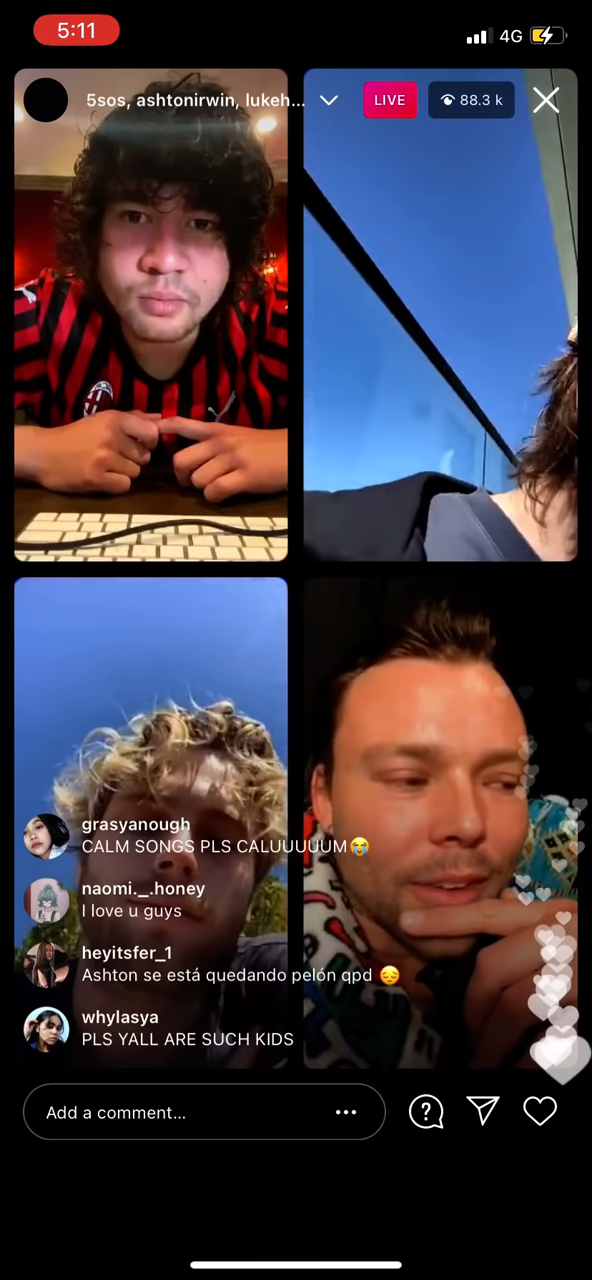 5:11
4G
5sos, ashtonirwin, lukeh...
LIVE
88.3 k
grasyanough
CALM SONGS PLS CALUUUUUM😭
naomi._.honey
I love u guys
heyitsfer_1
Ashton se está quedando pelón qpd 😔
whylasya
PLS YALL ARE SUCH KIDS
Add a comment...